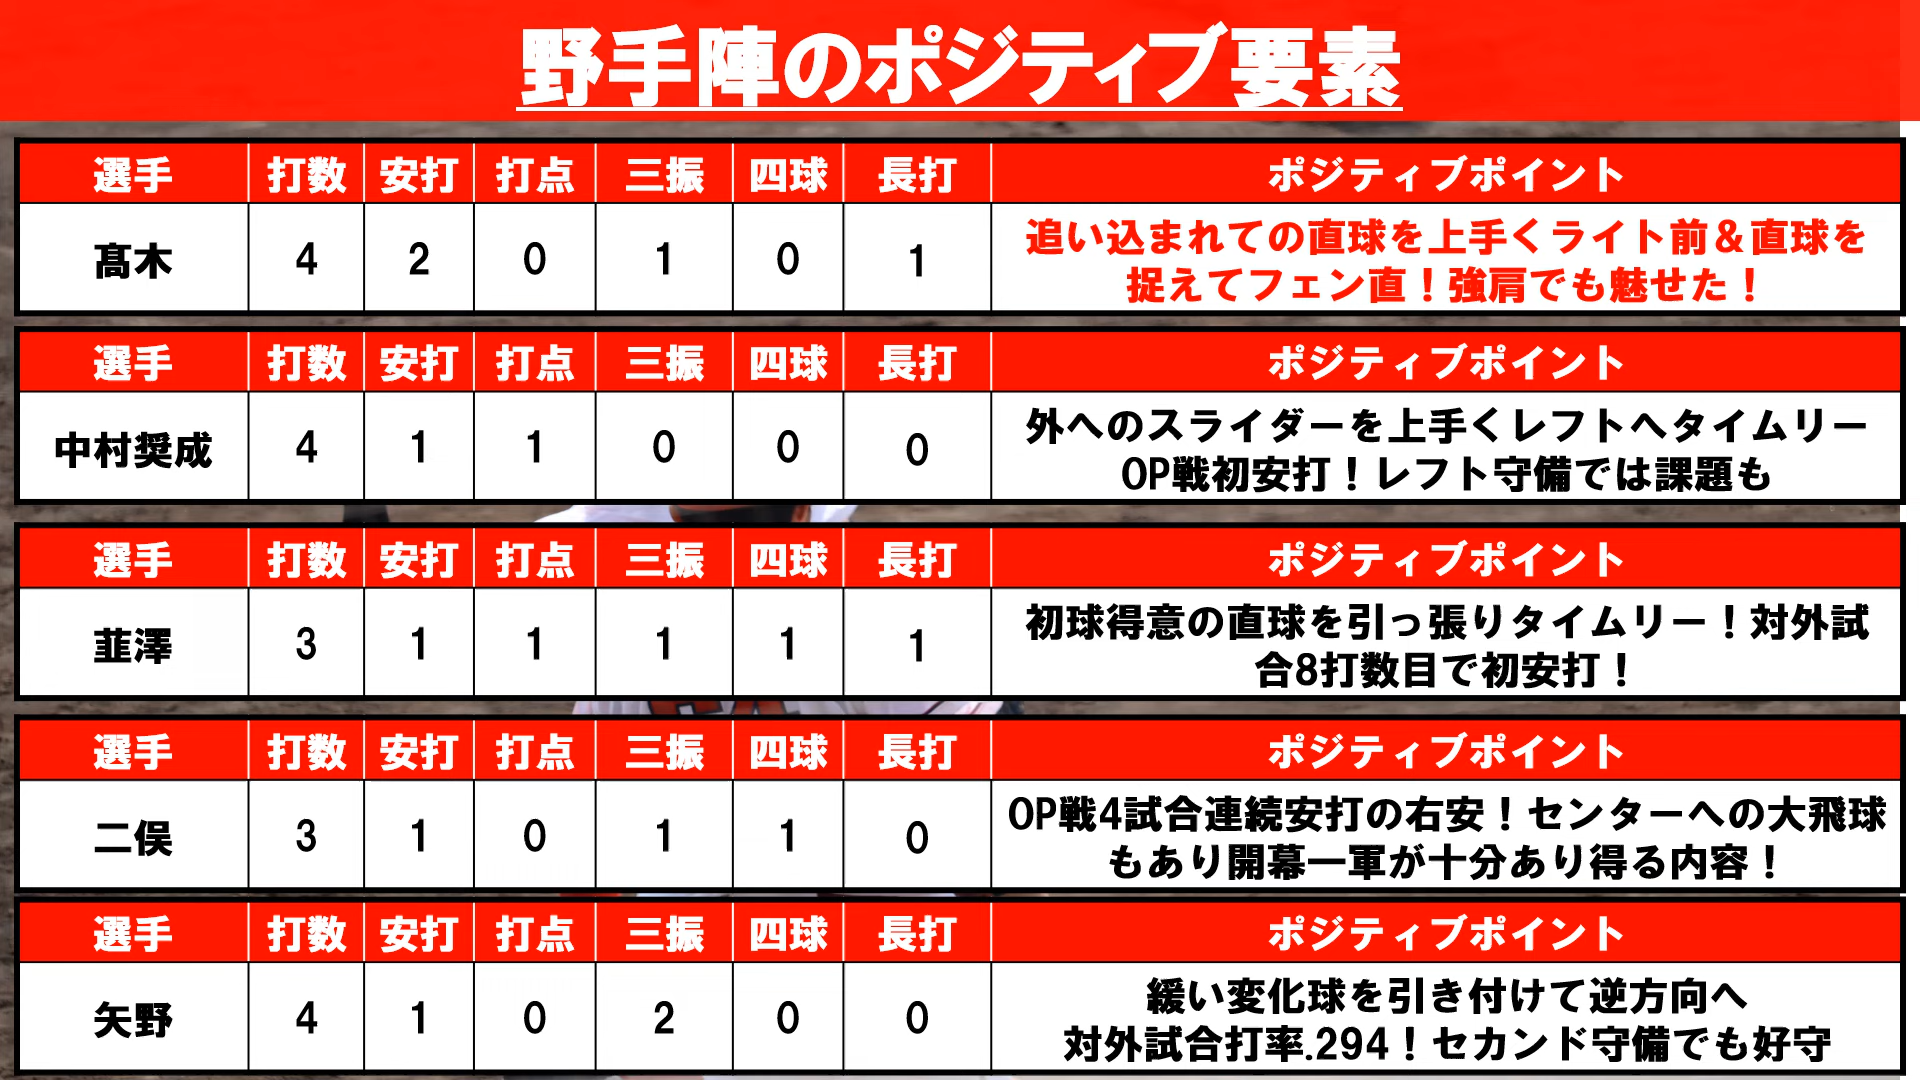 野手陣のポジティブ要素
選手 打数 安打 打点 三振 四球 長打 ポジティブポイント
髙木 4 2 0 1 0 1 追い込まれての直球を上手くライト前＆直球を
捉えてフェン直！強肩でも魅せた！
選手 打数 安打 打点 三振 四球 長打 ポジティブポイント
中村奨成 4 1 1 0 0 0 外へのスライダーを上手くレフトへタイムリー
OP戦初安打！レフト守備では課題も
選手 打数 安打 打点 三振 四球 長打 ポジティブポイント
韮澤 3 1 1 1 1 1 初球得意の直球を引っ張りタイムリー！対外試
合8打数目で初安打！
選手 打数 安打 打点 三振 四球 長打 ポジティブポイント
二俣 3 1 0 1 1 0 OP戦4試合連続安打の右安！センターへの大飛球
もあり開幕一軍が十分あり得る内容！
選手 打数 安打 打点 三振 四球 長打 ポジティブポイント
矢野 4 1 0 2 0 0 緩い変化球を引き付けて逆方向へ
対外試合打率.294！セカンド守備でも好守